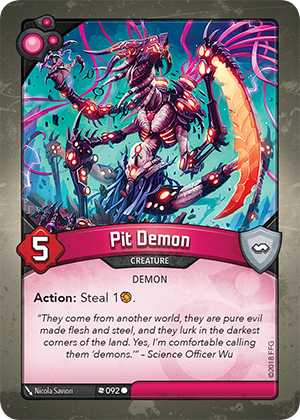 Pit Demon
5
CREATURE
DEMON
Action: Steal 1.
"They come from another world, they are pure evil
made flesh and steel, and they lurk in the darkest
corners of the land. Yes, I'm comfortable calling
them 'demons.'" - Science Officer Wu
©2018 FFG
Nicola Saviori
092